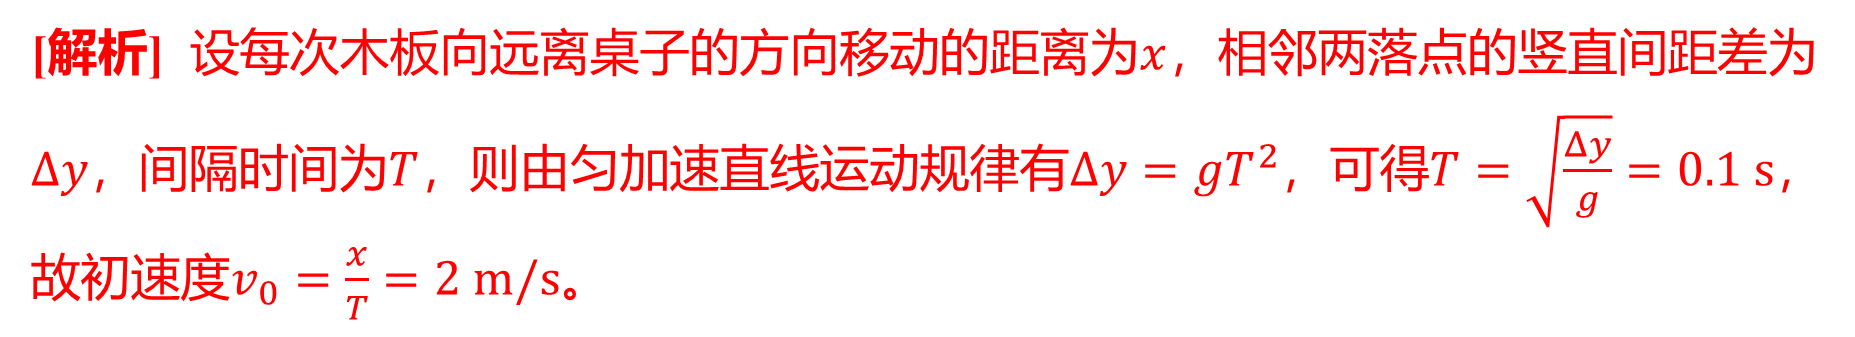 [解析] 设每次木板向远离桌子的方向移动的距离为x，相邻两落点的竖直间距差为
Δy，间隔时间为T，则由匀加速直线运动规律有Δy = gT²，可得T = √(Δy/g) = 0.1 s，
故初速度v₀ = x/T = 2 m/s。